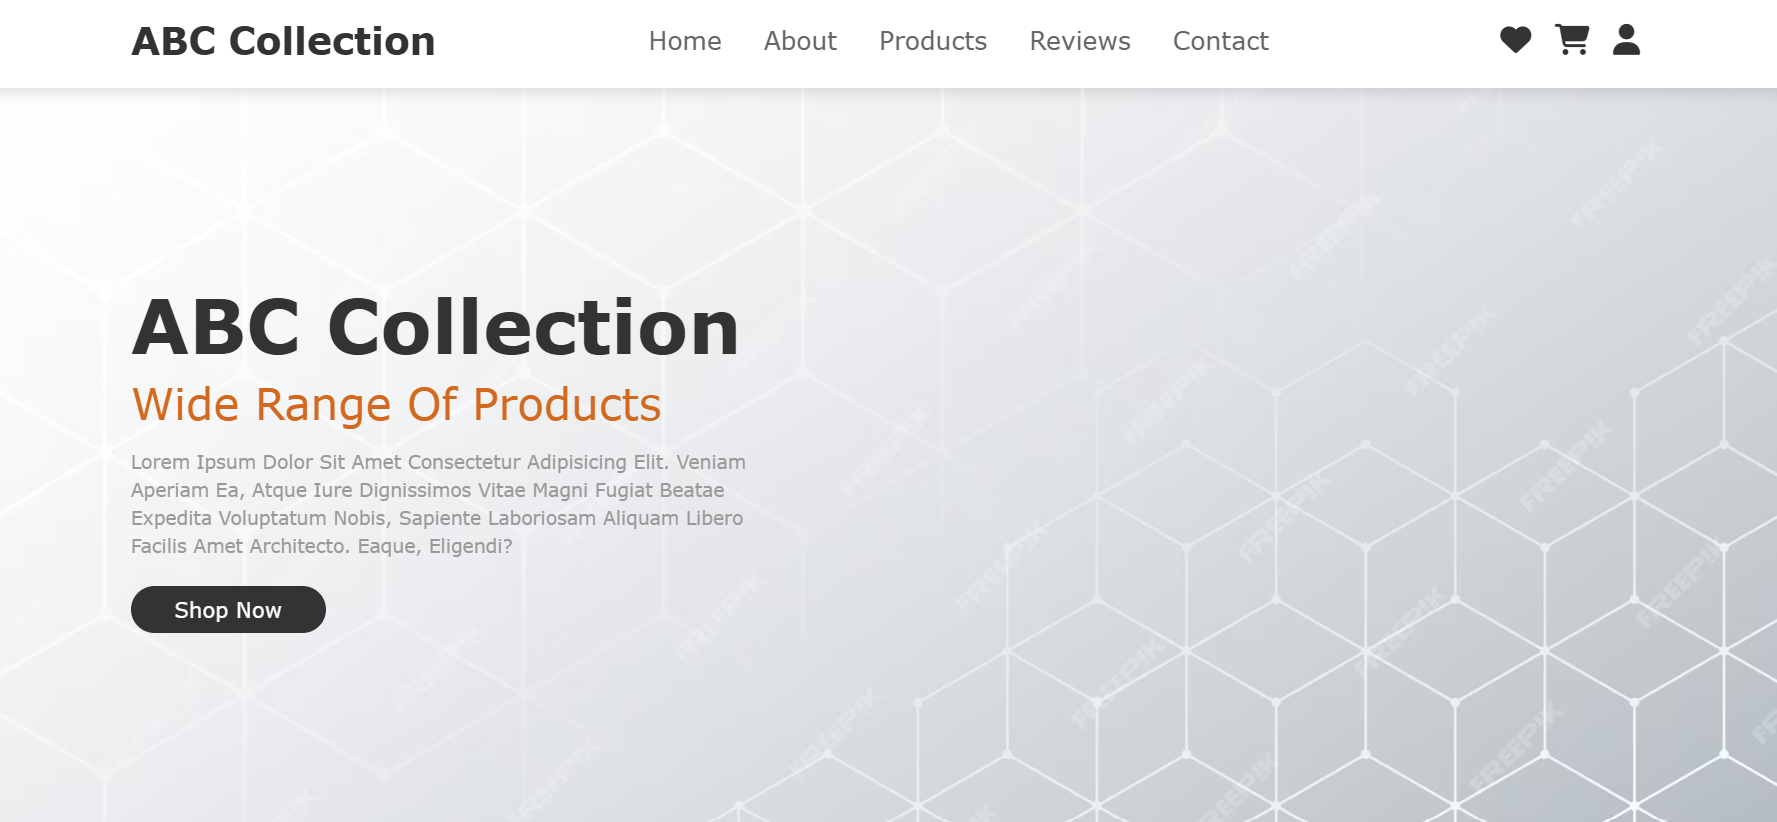 ABC Collection
Home About Products Reviews Contact
ABC Collection
Wide Range Of Products
Lorem Ipsum Dolor Sit Amet Consectetur Adipisicing Elit. Veniam
Aperiam Ea, Atque Iure Dignissimos Vitae Magni Fugiat Beatae
Expedita Voluptatum Nobis, Sapiente Laboriosam Aliquam Libero
Facilis Amet Architecto. Eaque, Eligendi?
Shop Now
FREEPIK